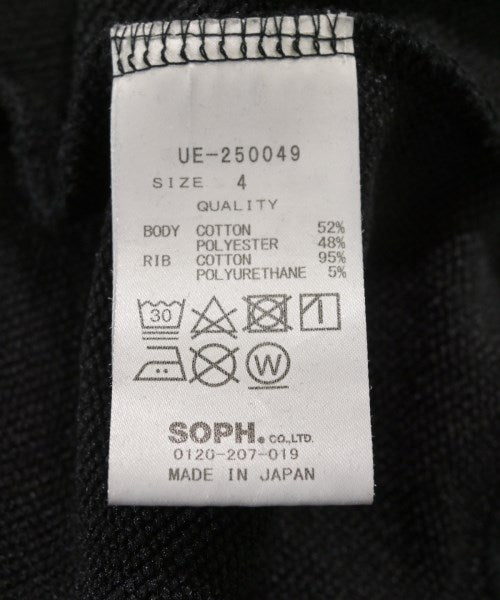 UE-250049
SIZE 4
QUALITY
BODY COTTON 52%
POLYESTER 48%
RIB COTTON 95%
POLYURETHANE 5%
30
W
SOPH. CO.,LTD.
0120-207-019
MADE IN JAPAN